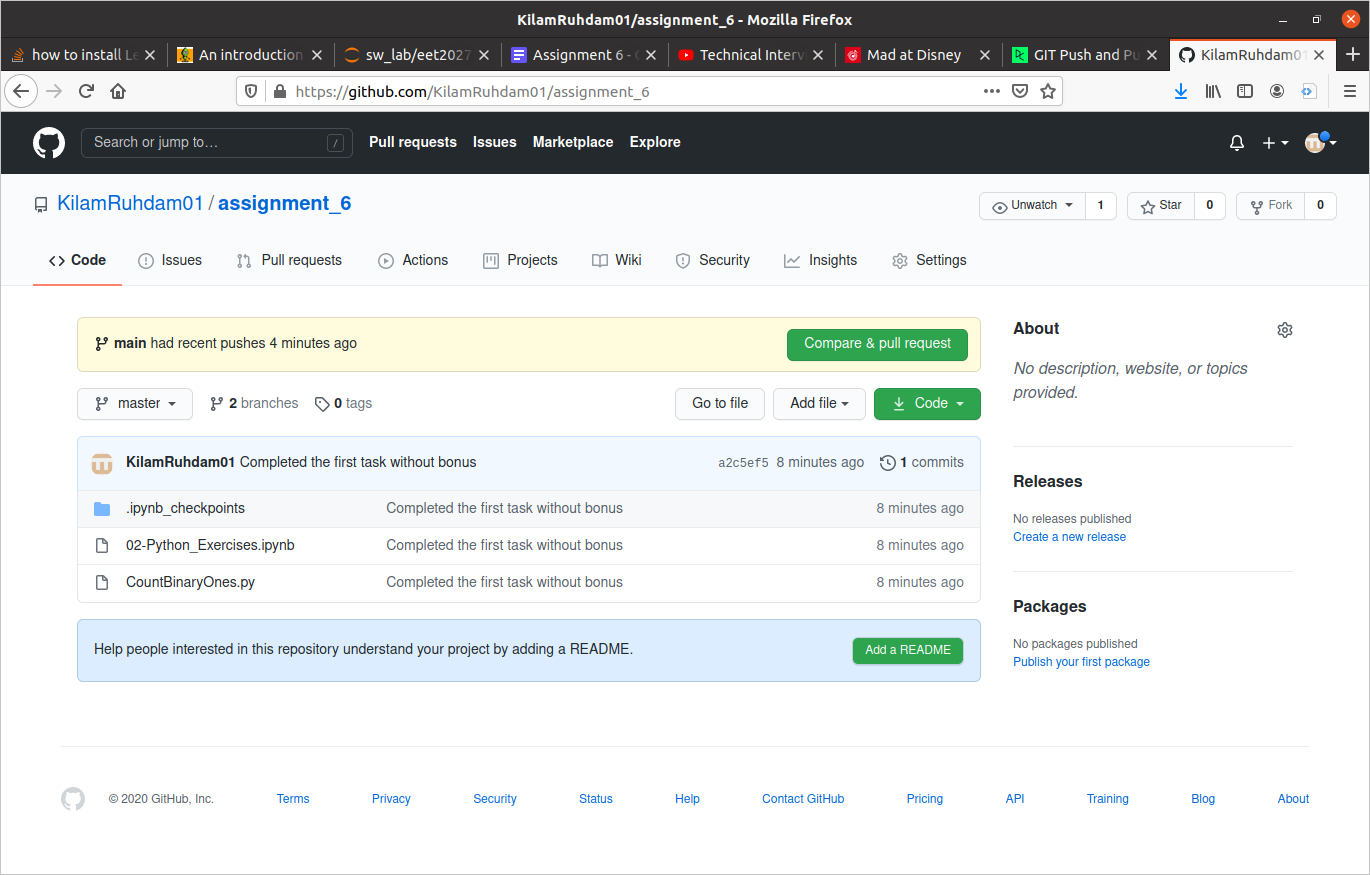 KilamRuhdam01/assignment_6 - Mozilla Firefox
how to install Le
An introduction
sw_lab/eet2027
Assignment 6 -
Technical Interv
Mad at Disney
GIT Push and Pu
KilamRuhdam01
https://github.com/KilamRuhdam01/assignment_6
Search or jump to… /
Pull requests Issues Marketplace Explore
KilamRuhdam01 / assignment_6
Unwatch 1 Star 0 Fork 0
Code Issues Pull requests Actions Projects Wiki Security Insights Settings
main had recent pushes 4 minutes ago Compare & pull request
master 2 branches 0 tags Go to file Add file Code
KilamRuhdam01 Completed the first task without bonus a2c5ef5 8 minutes ago 1 commits
.ipynb_checkpoints Completed the first task without bonus 8 minutes ago
02-Python_Exercises.ipynb Completed the first task without bonus 8 minutes ago
CountBinaryOnes.py Completed the first task without bonus 8 minutes ago
Help people interested in this repository understand your project by adding a README. Add a README
About
No description, website, or topics
provided.
Releases
No releases published
Create a new release
Packages
No packages published
Publish your first package
© 2020 GitHub, Inc. Terms Privacy Security Status Help Contact GitHub Pricing API Training Blog About